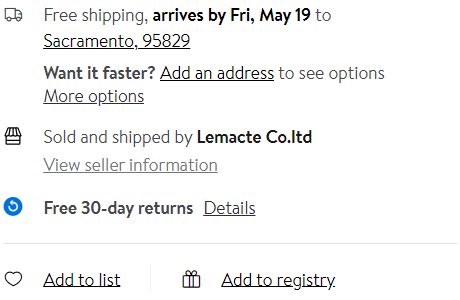 Free shipping, arrives by Fri, May 19 to
Sacramento, 95829
Want it faster? Add an address to see options
More options
Sold and shipped by Lemacte Co.ltd
View seller information
Free 30-day returns Details
Add to list Add to registry